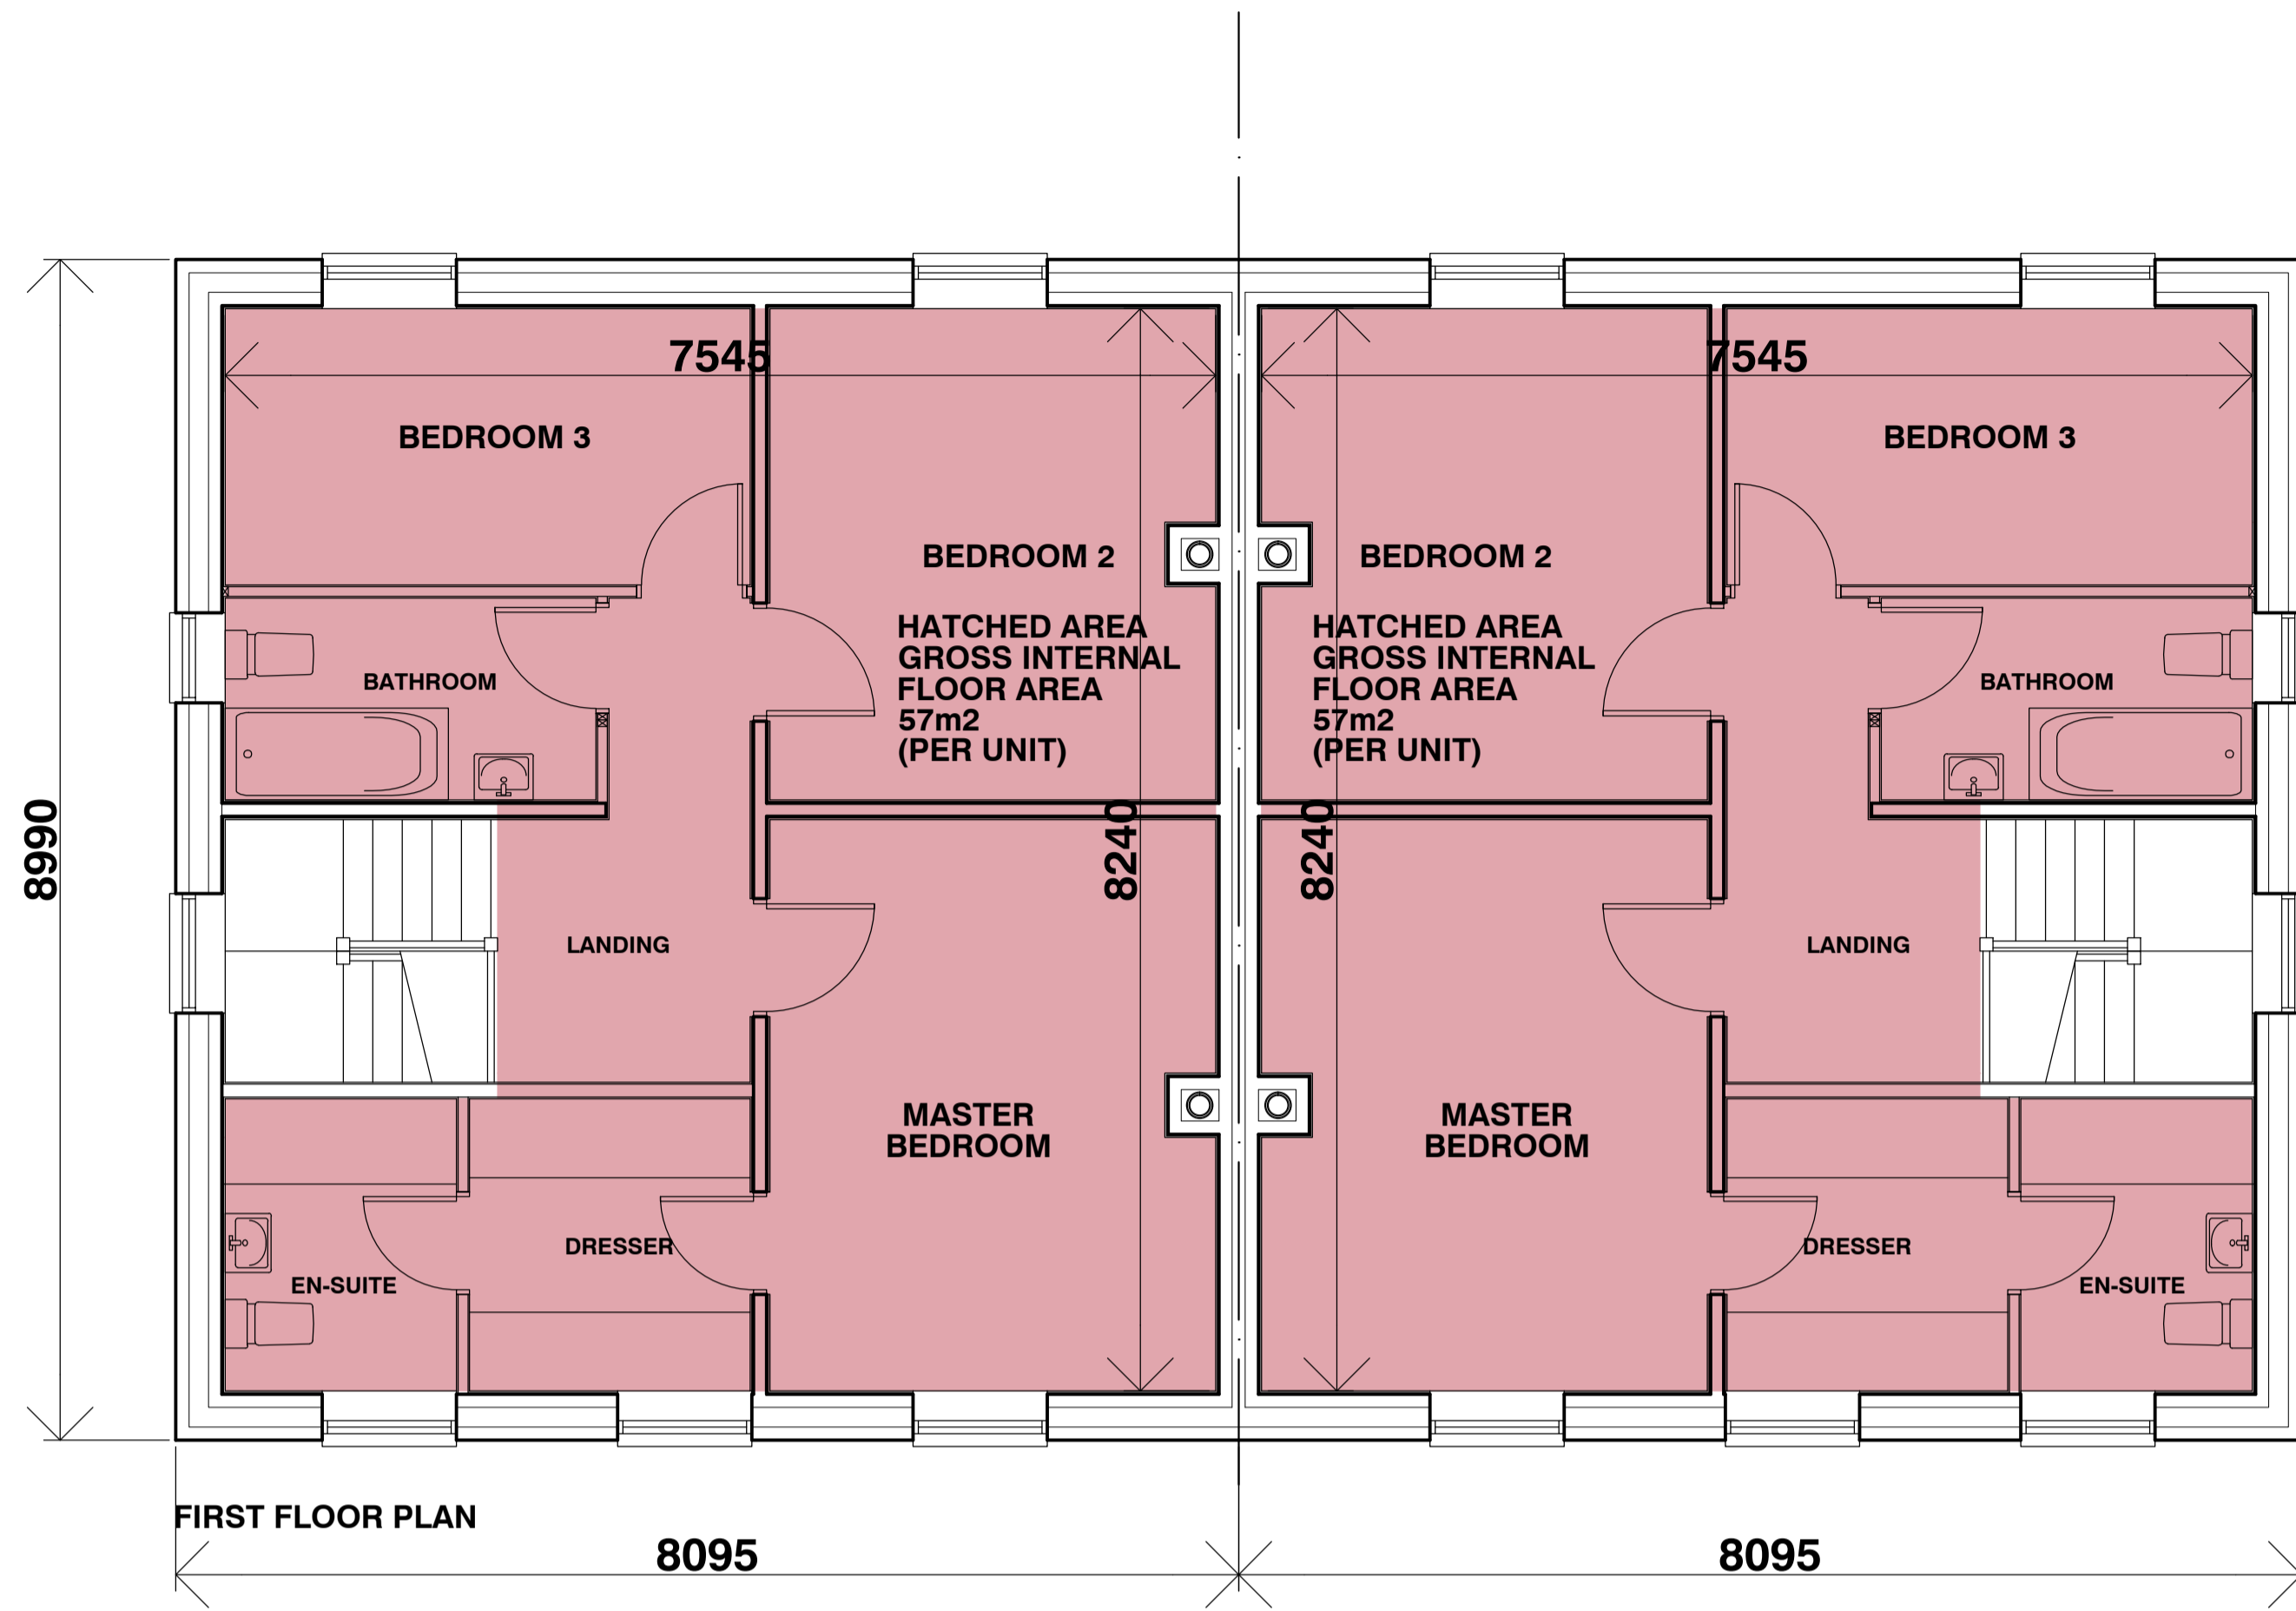 7545
7545
BEDROOM 3
BEDROOM 3
BEDROOM 2
BEDROOM 2
HATCHED AREA
GROSS INTERNAL
FLOOR AREA
57m2
(PER UNIT)
HATCHED AREA
GROSS INTERNAL
FLOOR AREA
57m2
(PER UNIT)
BATHROOM
BATHROOM
8990
8240
8240
LANDING
LANDING
MASTER
BEDROOM
MASTER
BEDROOM
DRESSER
DRESSER
EN-SUITE
EN-SUITE
FIRST FLOOR PLAN
8095
8095